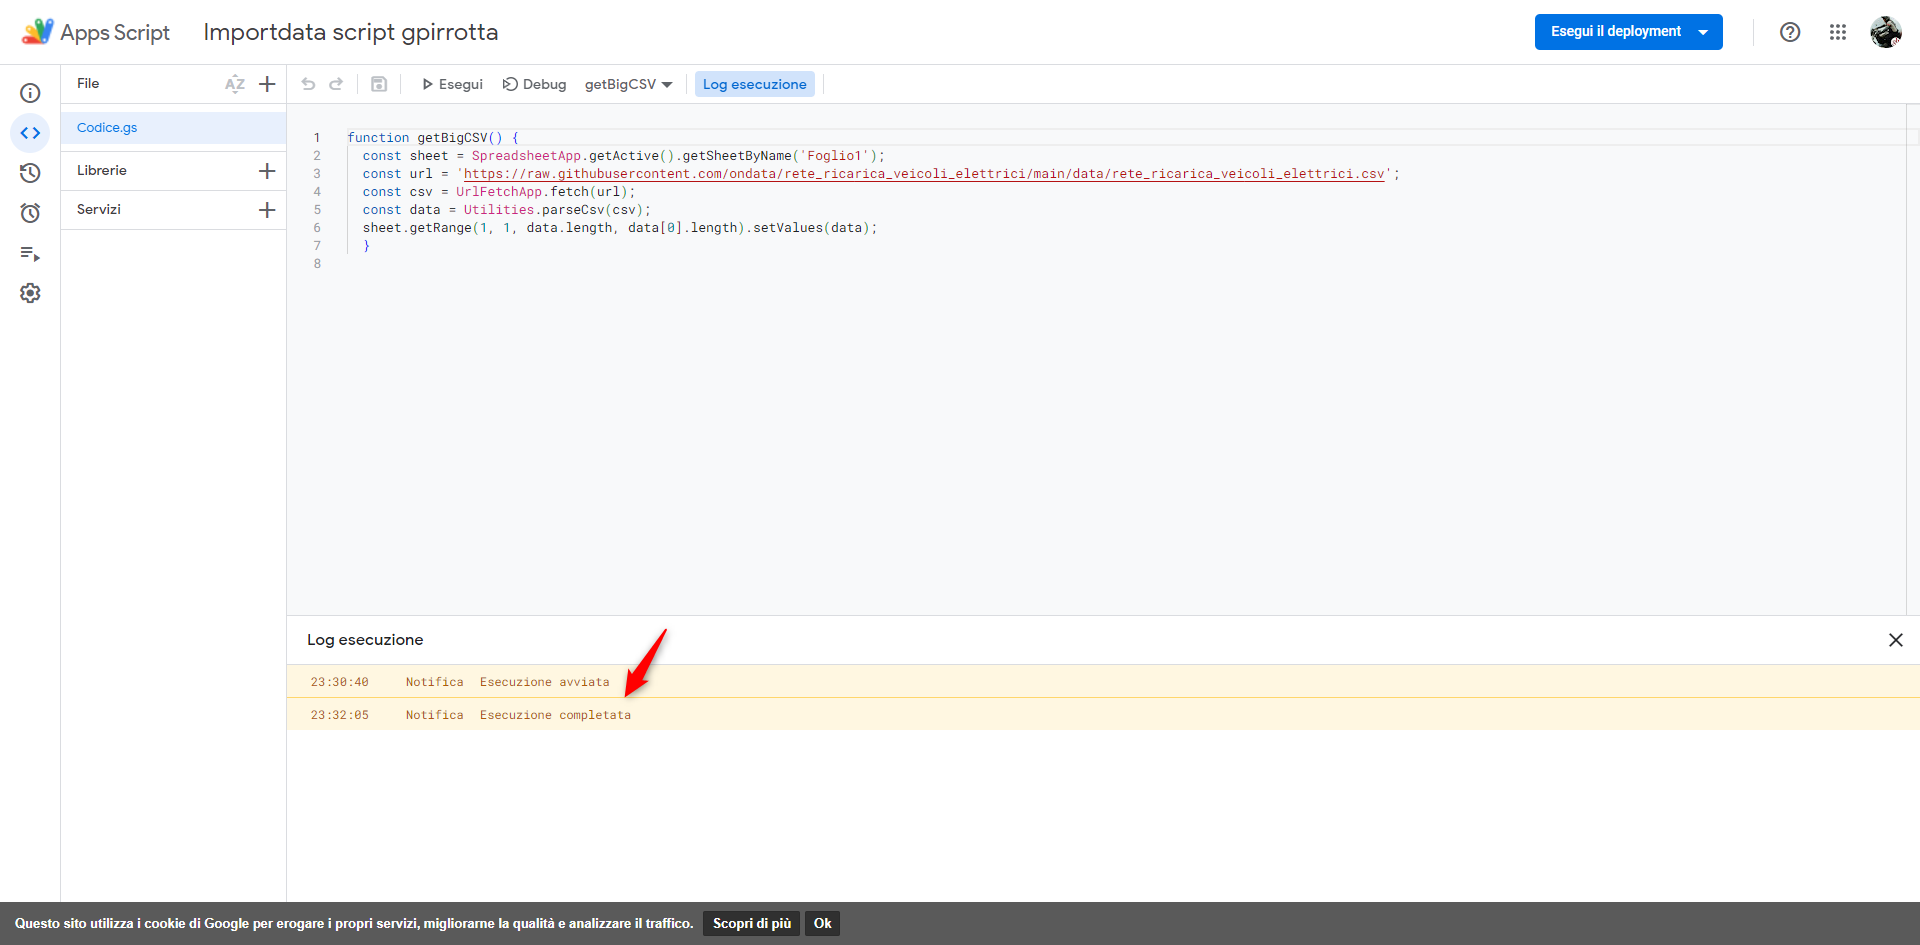 Apps Script
Importdata script gpirrotta
Esegui il deployment
File
AZ
Esegui
Debug
getBigCSV
Log esecuzione
Codice.gs
Librerie
Servizi
1 function getBigCSV() {
2 const sheet = SpreadsheetApp.getActive().getSheetByName('Foglio1');
3 const url = 'https://raw.githubusercontent.com/ondata/rete_ricarica_veicoli_elettrici/main/data/rete_ricarica_veicoli_elettrici.csv';
4 const csv = UrlFetchApp.fetch(url);
5 const data = Utilities.parseCsv(csv);
6 sheet.getRange(1, 1, data.length, data[0].length).setValues(data);
7 }
8
Log esecuzione
23:30:40 Notifica Esecuzione avviata
23:32:05 Notifica Esecuzione completata
Questo sito utilizza i cookie di Google per erogare i propri servizi, migliorarne la qualità e analizzare il traffico. Scopri di più Ok